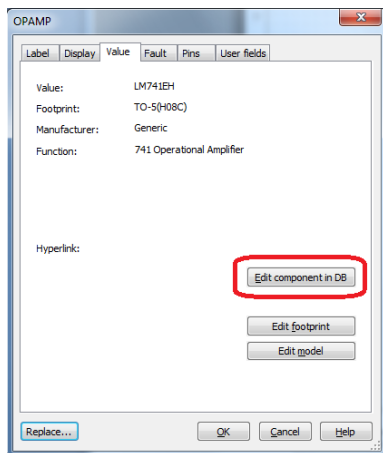 OPAMP
Label Display Value Fault Pins User fields
Value: LM741EH
Footprint: TO-5(H08C)
Manufacturer: Generic
Function: 741 Operational Amplifier
Hyperlink:
Edit component in DB
Edit footprint
Edit model
Replace... OK Cancel Help